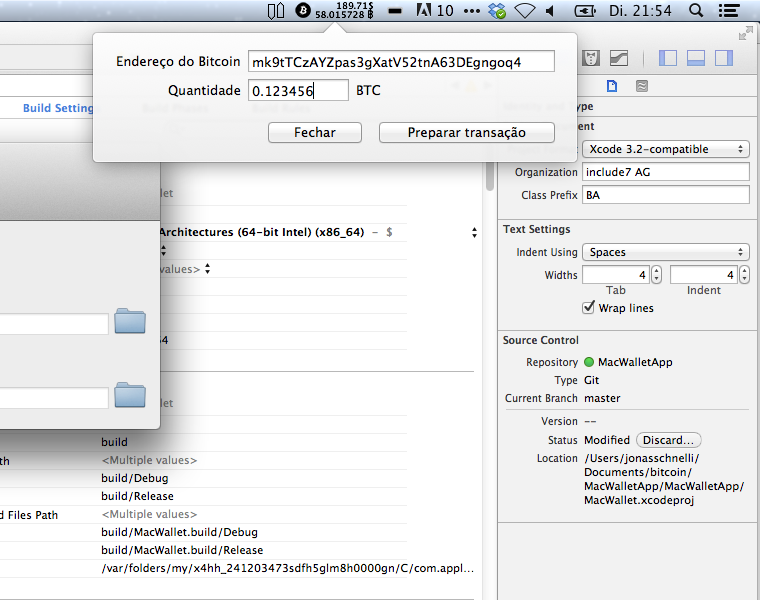 189.71$
58.015728 ฿
10
Di. 21:54
Endereço do Bitcoin mk9tTCzAYZpas3gXatV52tnA63DEgngoq4
Quantidade 0.123456 BTC
Fechar Preparar transação
Build Setting
Type
Xcode 3.2-compatible
Organization include7 AG
Class Prefix BA
Text Settings
Indent Using Spaces
Widths 4 4
Tab Indent
Wrap lines
Source Control
Repository MacWalletApp
Type Git
Current Branch master
Version --
Status Modified Discard...
Location /Users/jonasschnelli/
Documents/bitcoin/
MacWalletApp/MacWalletApp/
MacWallet.xcodeproj
Architectures (64-bit Intel) (x86_64) – $
values>
build
<Multiple values>
build/Debug
build/Release
d Files Path <Multiple values>
build/MacWallet.build/Debug
build/MacWallet.build/Release
/var/folders/my/x4hh_241203473sdfh5glm8h0000gn/C/com.appl...